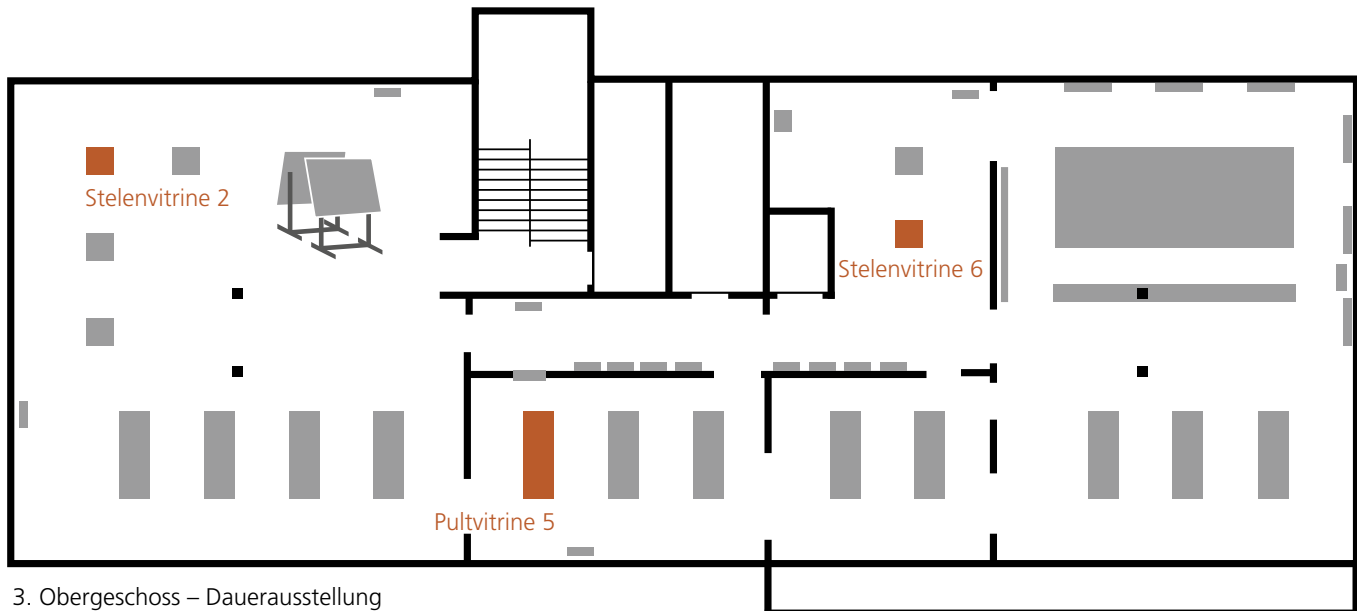 Stelenvitrine 2
Stelenvitrine 6
Pultvitrine 5
3. Obergeschoss – Dauerausstellung